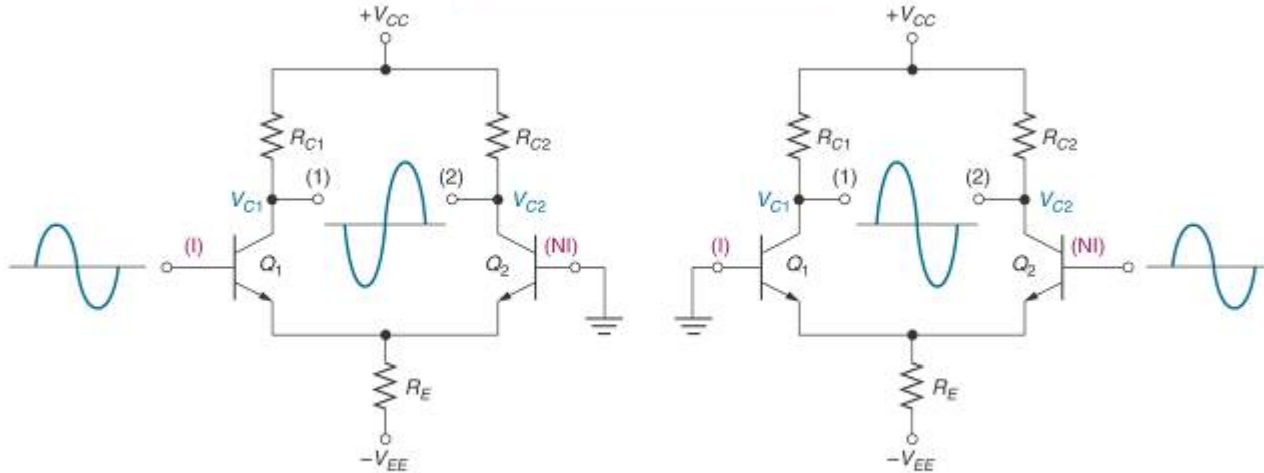 +VCC
RC1
RC2
(1)
(2)
VC1
VC2
(I)
(NI)
Q1
Q2
RE
−VEE
+VCC
RC1
RC2
(1)
(2)
VC1
VC2
(I)
(NI)
Q1
Q2
RE
−VEE